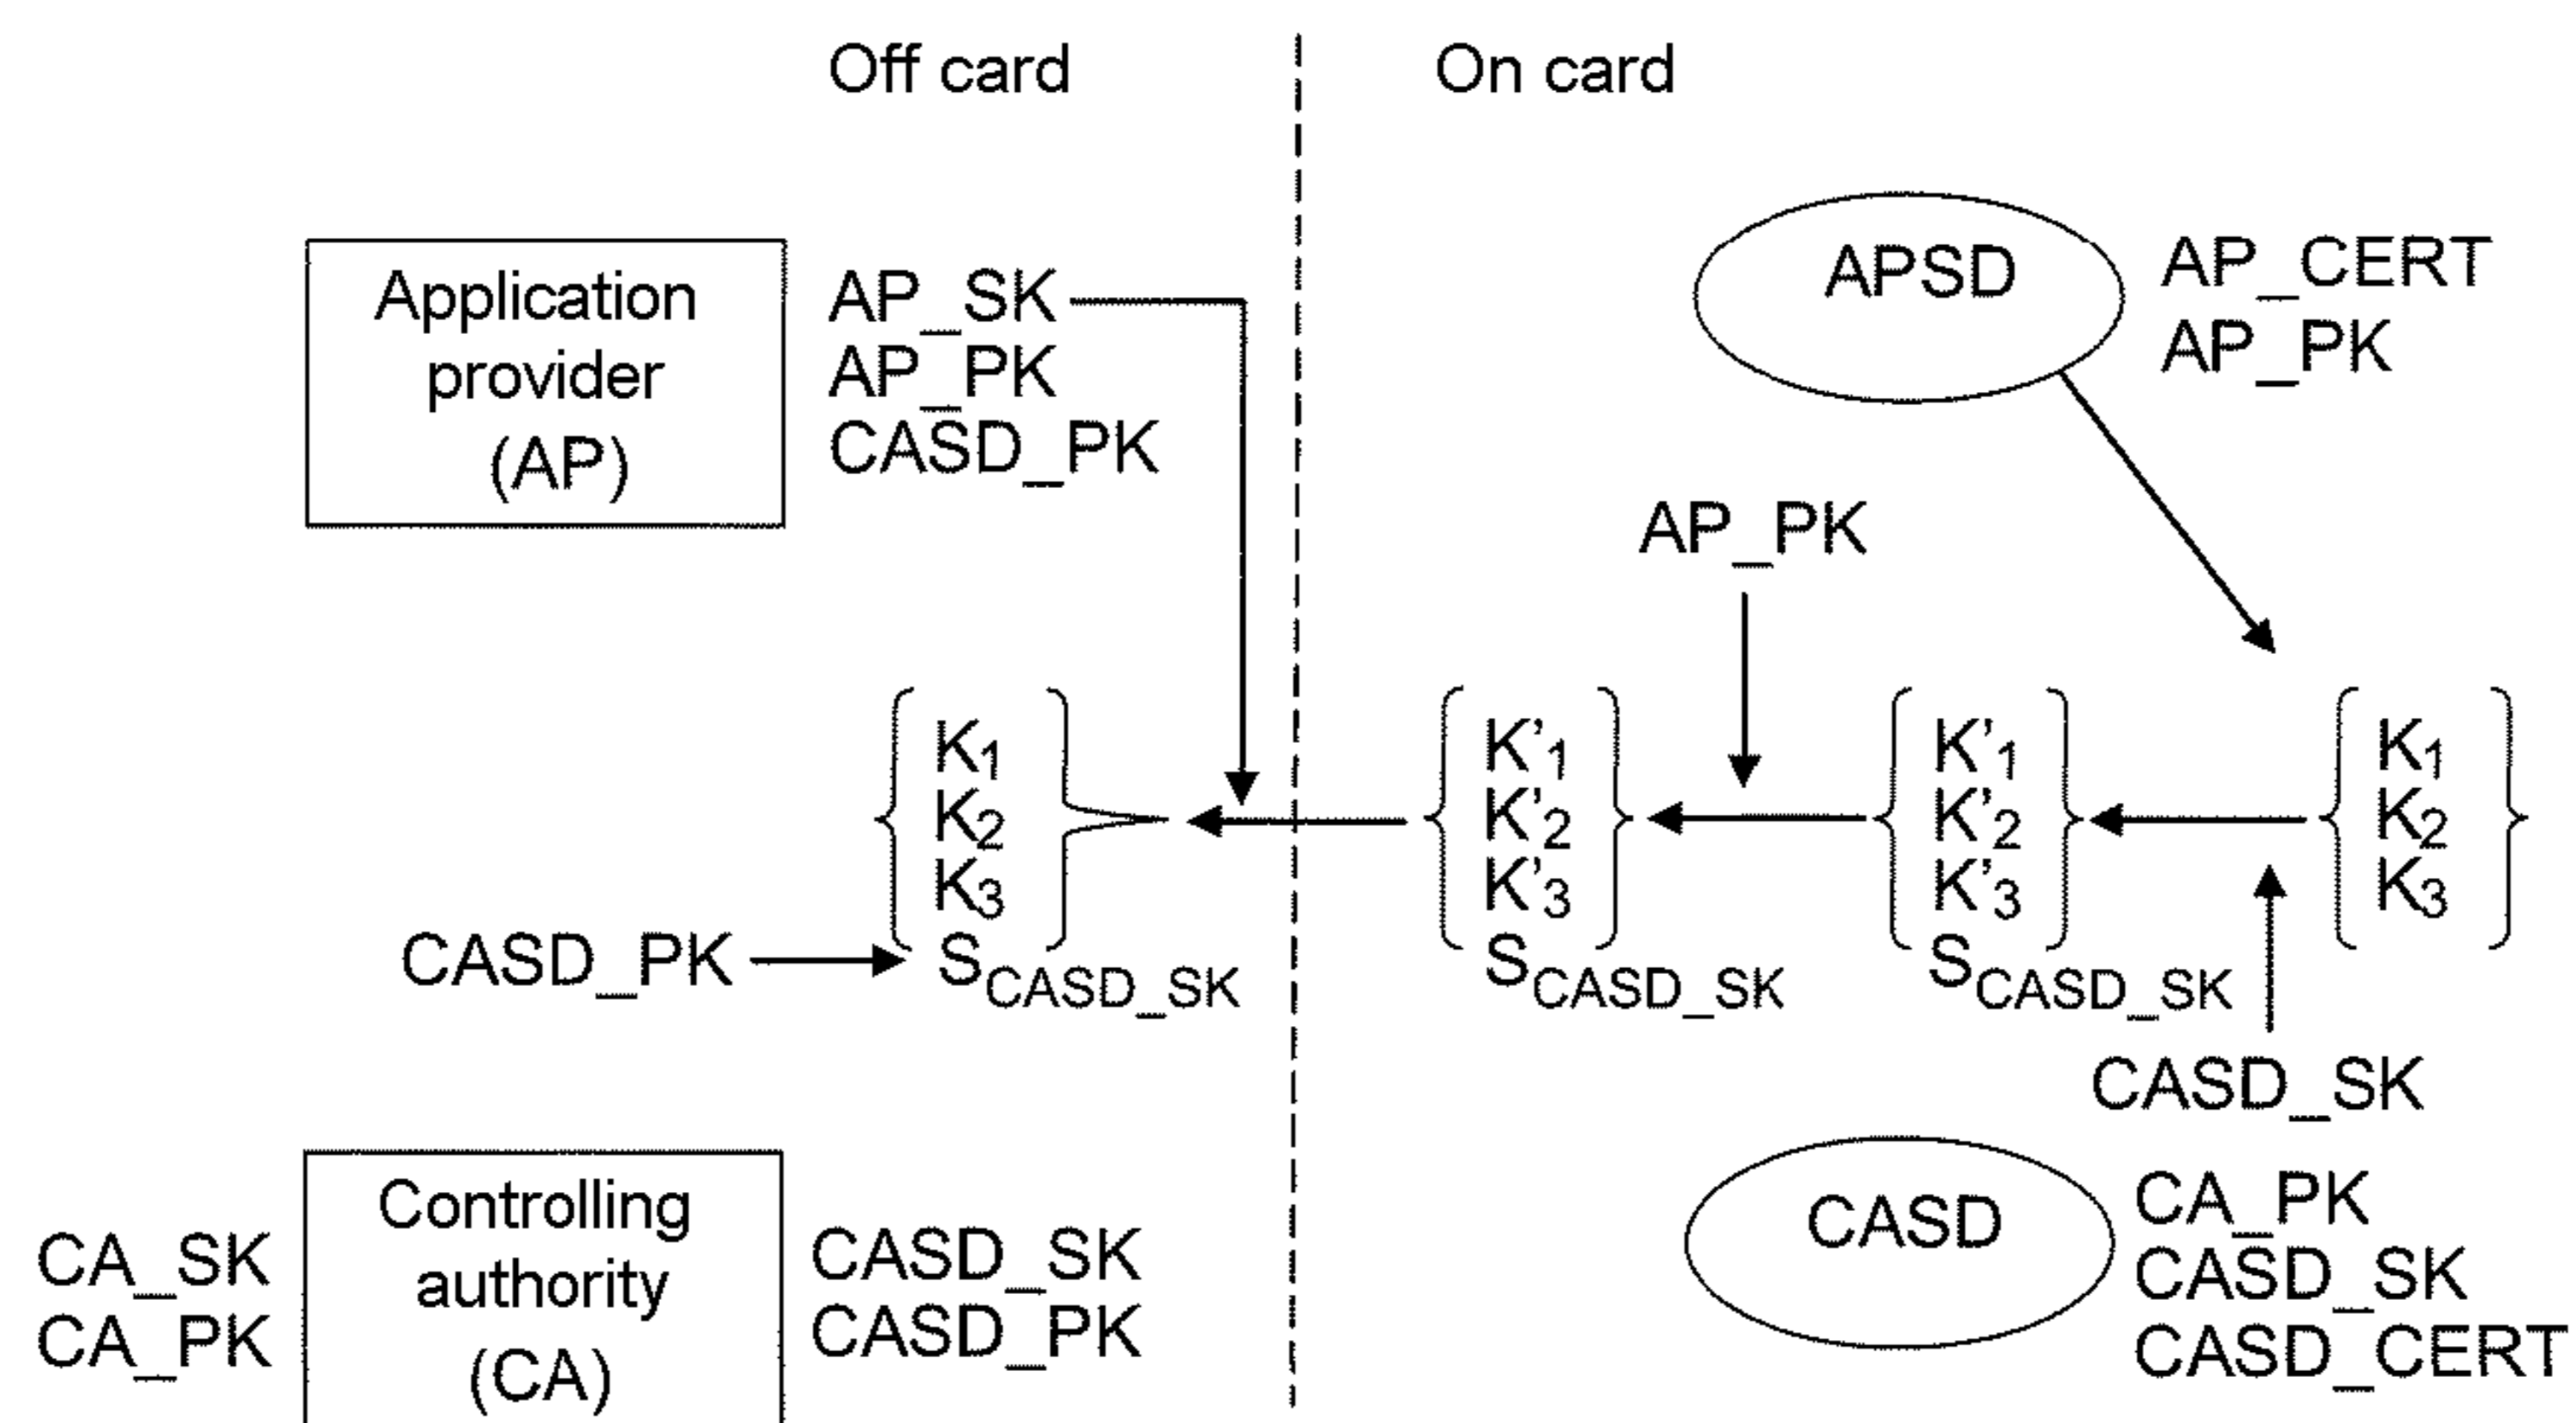 Off card
On card
Application
provider
(AP)
AP_SK
AP_PK
CASD_PK
APSD
AP_CERT
AP_PK
AP_PK
K1
K2
K3
SCASD_SK
K'1
K'2
K'3
SCASD_SK
K'1
K'2
K'3
SCASD_SK
K1
K2
K3
CASD_PK
CASD_SK
CA_SK
CA_PK
Controlling
authority
(CA)
CASD_SK
CASD_PK
CASD
CA_PK
CASD_SK
CASD_CERT